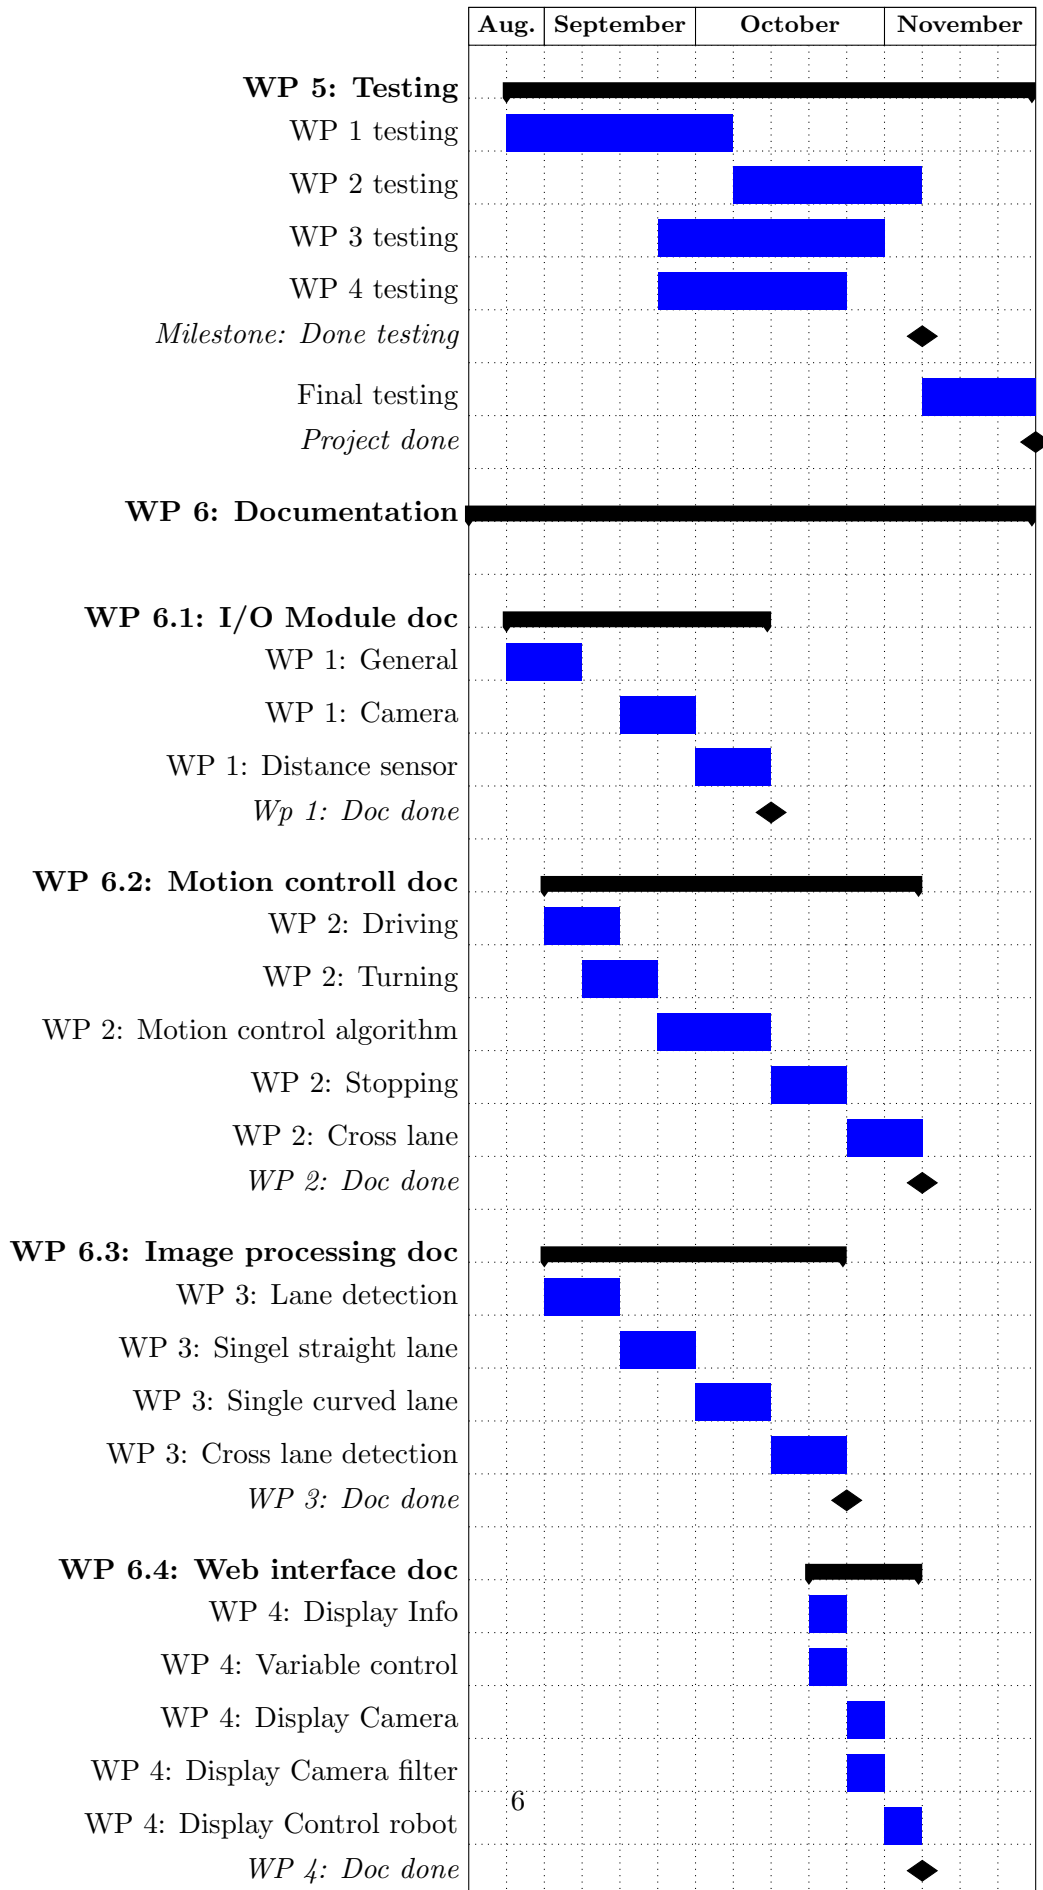 Aug. September October November
WP 5: Testing
WP 1 testing
WP 2 testing
WP 3 testing
WP 4 testing
Milestone: Done testing
Final testing
Project done
WP 6: Documentation
WP 6.1: I/O Module doc
WP 1: General
WP 1: Camera
WP 1: Distance sensor
Wp 1: Doc done
WP 6.2: Motion controll doc
WP 2: Driving
WP 2: Turning
WP 2: Motion control algorithm
WP 2: Stopping
WP 2: Cross lane
WP 2: Doc done
WP 6.3: Image processing doc
WP 3: Lane detection
WP 3: Singel straight lane
WP 3: Single curved lane
WP 3: Cross lane detection
WP 3: Doc done
WP 6.4: Web interface doc
WP 4: Display Info
WP 4: Variable control
WP 4: Display Camera
WP 4: Display Camera filter
6
WP 4: Display Control robot
WP 4: Doc done